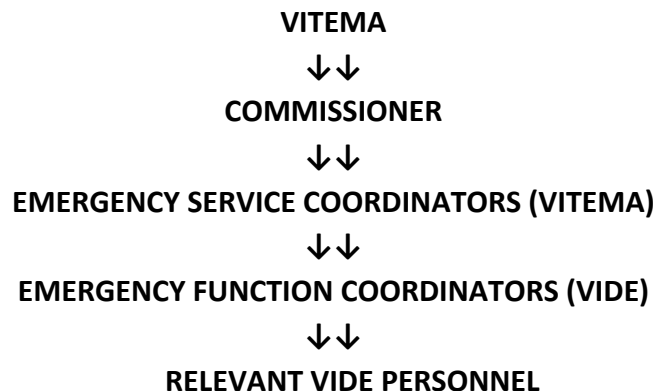 VITEMA
↓↓
COMMISSIONER
↓↓
EMERGENCY SERVICE COORDINATORS (VITEMA)
↓↓
EMERGENCY FUNCTION COORDINATORS (VIDE)
↓↓
RELEVANT VIDE PERSONNEL